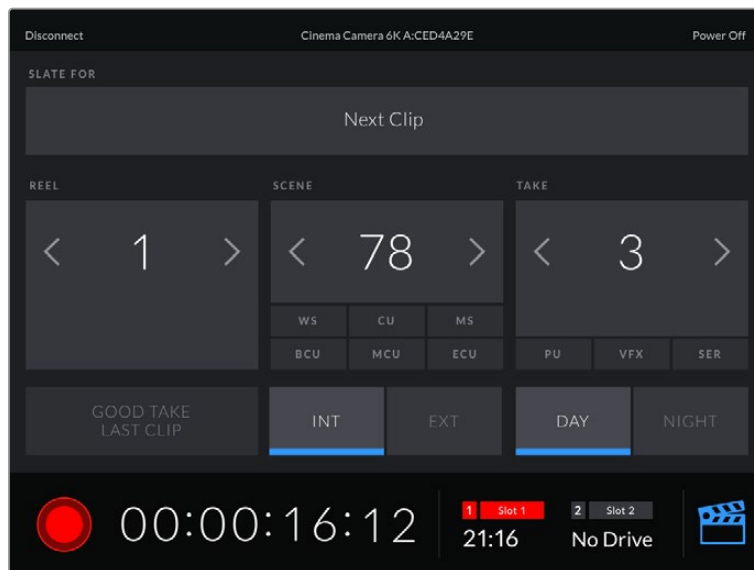 Disconnect Cinema Camera 6K A:CED4A29E Power Off
SLATE FOR
Next Clip
REEL SCENE TAKE
< 1 > < 78 > < 3 >
WS CU MS
BCU MCU ECU PU VFX SER
GOOD TAKE
LAST CLIP
INT EXT DAY NIGHT
00:00:16:12
1 Slot 1 2 Slot 2
21:16 No Drive